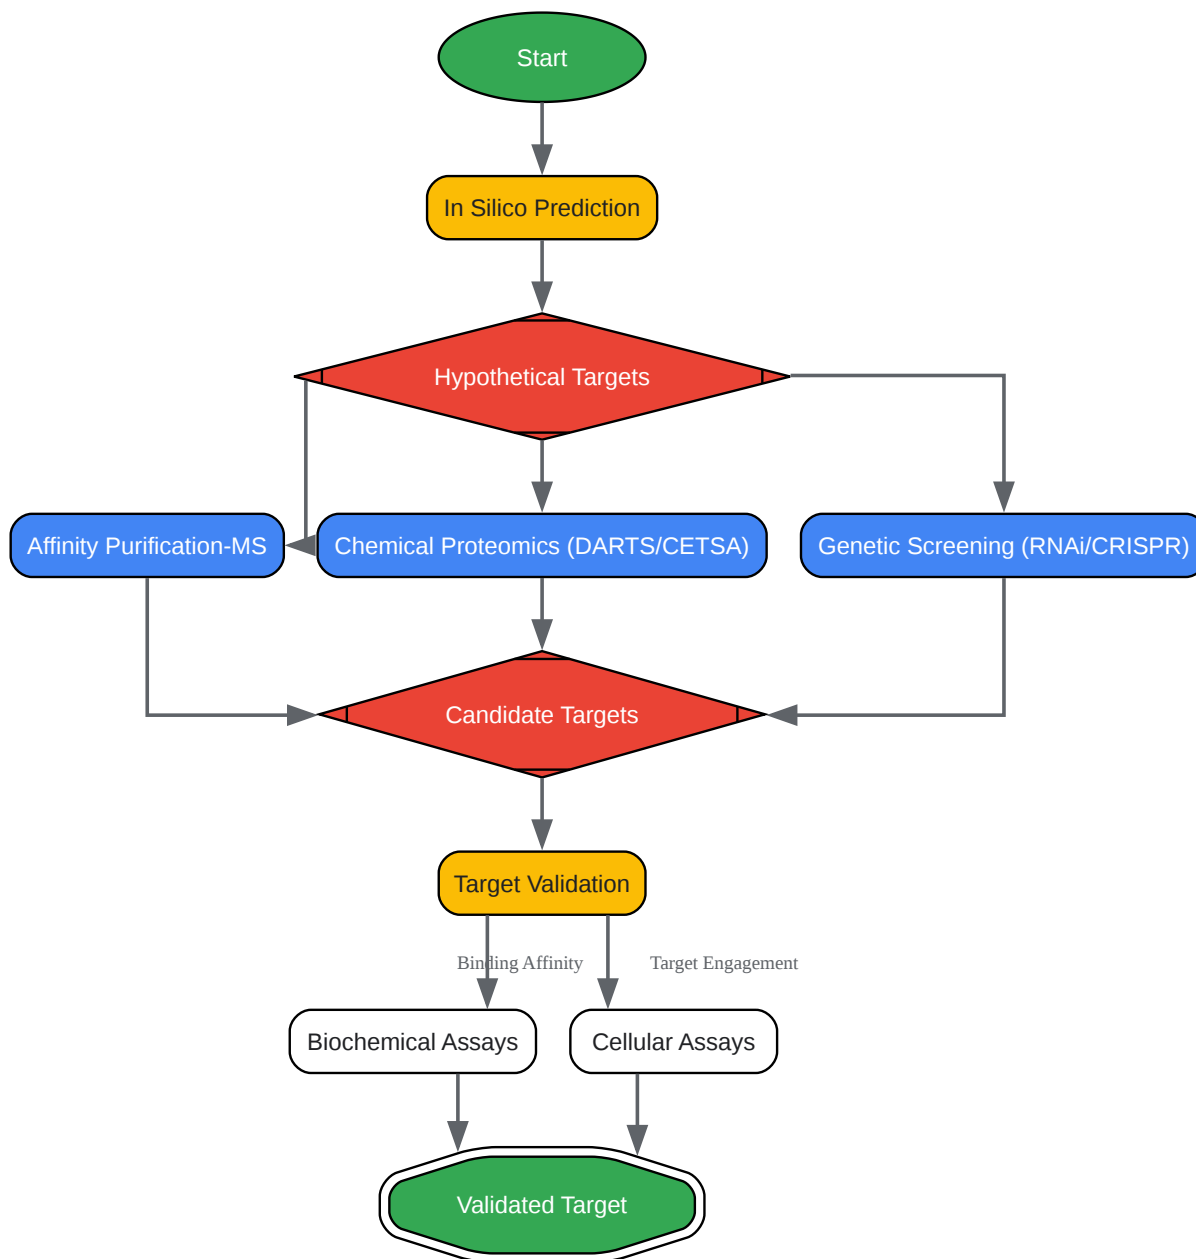 Start
In Silico Prediction
Hypothetical Targets
Affinity Purification-MS
Chemical Proteomics (DARTS/CETSA)
Genetic Screening (RNAi/CRISPR)
Candidate Targets
Target Validation
Binding Affinity
Target Engagement
Biochemical Assays
Cellular Assays
Validated Target